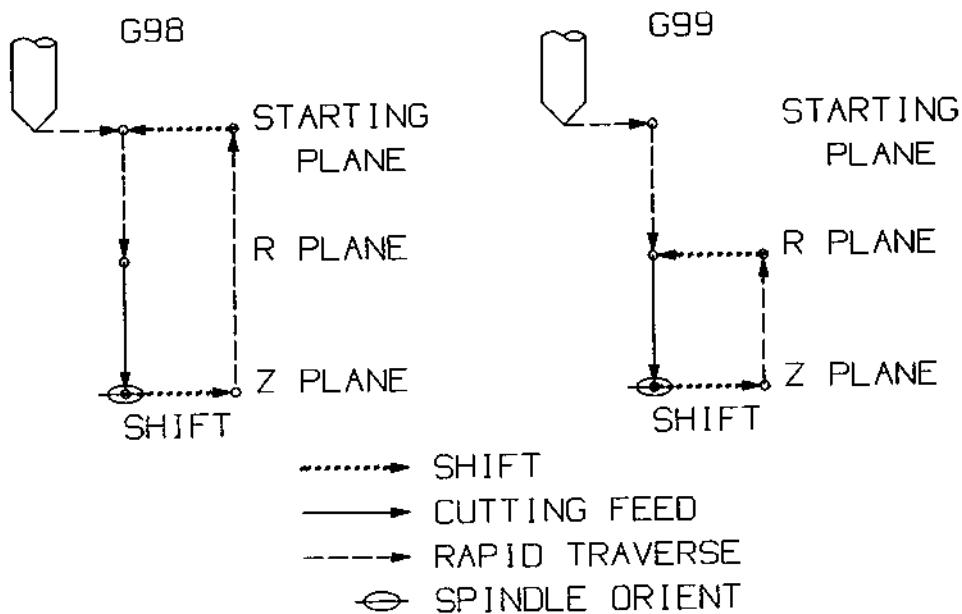 G98
STARTING
PLANE
R PLANE
Z PLANE
SHIFT
G99
STARTING
PLANE
R PLANE
Z PLANE
SHIFT
SHIFT
CUTTING FEED
RAPID TRAVERSE
SPINDLE ORIENT